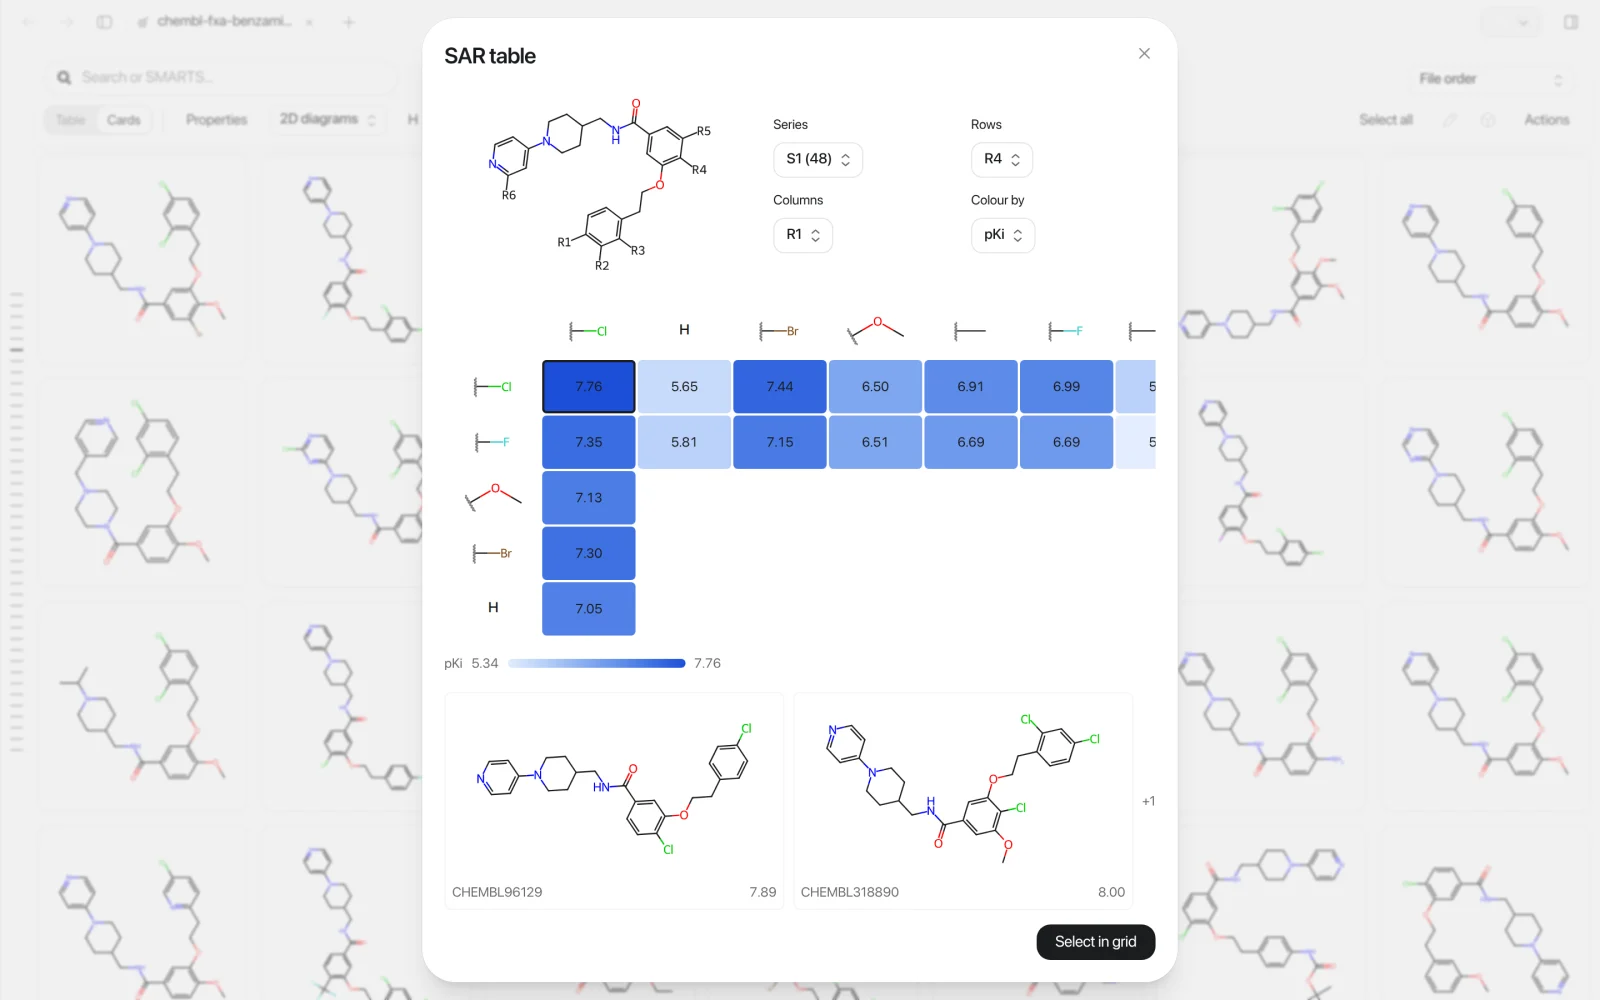 chembl-fxa-benzami...
Search or SMARTS...
File order
Table
Cards
Properties
2D diagrams
H
Select all
Actions
SAR table
O
N
N
N
H
R5
R4
O
R6
R1
R3
R2
Series
Rows
S1 (48)
R4
Columns
Colour by
R1
pKi
Cl
H
Br
O
F
Cl
7.76
5.65
7.44
6.50
6.91
6.99
5
F
7.35
5.81
7.15
6.51
6.69
6.69
5
O
7.13
Br
7.30
H
7.05
pKi
5.34
7.76
Cl
O
N
N
HN
O
Cl
CHEMBL96129
7.89
Cl
Cl
N
N
O
H
N
Cl
O
O
CHEMBL318890
8.00
+1
Select in grid